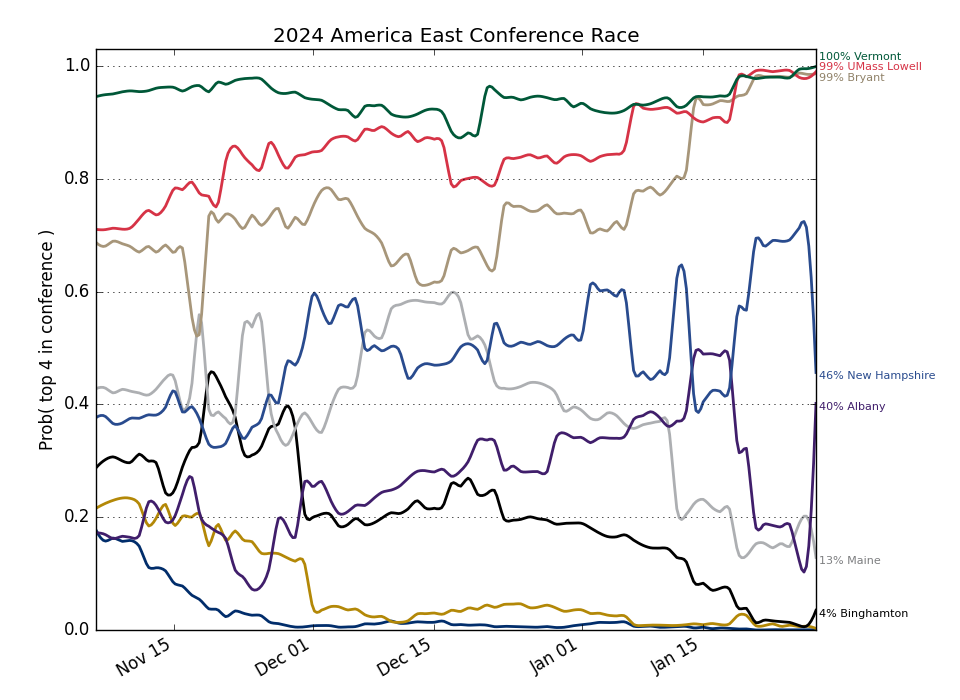 2024 America East Conference Race
Prob( top 4 in conference )
1.0
0.8
0.6
0.4
0.2
0.0
Nov 15
Dec 01
Dec 15
Jan 01
Jan 15
100% Vermont
99% UMass Lowell
99% Bryant
46% New Hampshire
40% Albany
13% Maine
4% Binghamton